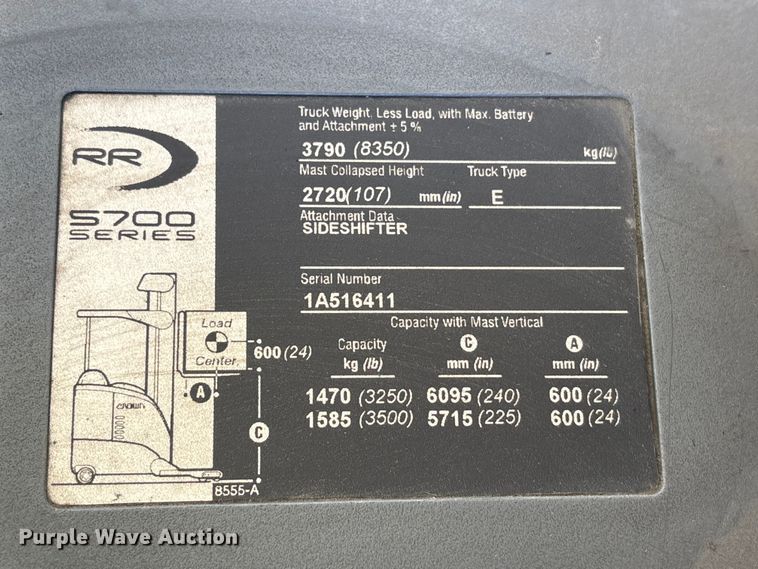 Truck Weight, Less Load, with Max. Battery
and Attachment ± 5 %
3790 (8350) kg (lb)
Mast Collapsed Height Truck Type
2720 (107) mm (in) E
Attachment Data
SIDESHIFTER
Serial Number
1A516411
Capacity with Mast Vertical
Capacity C A
kg (lb) mm (in) mm (in)
1470 (3250) 6095 (240) 600 (24)
1585 (3500) 5715 (225) 600 (24)
RR
5700
SERIES
Load
Center
600 (24)
A
CROWN
C
8555-A
Purple Wave Auction